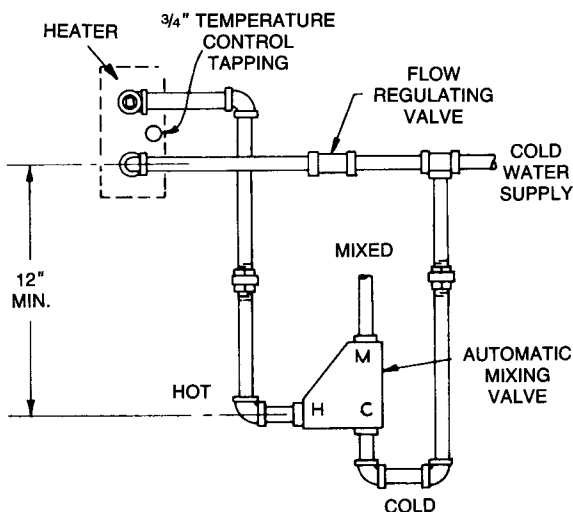 3/4" TEMPERATURE
CONTROL
TAPPING
HEATER
FLOW
REGULATING
VALVE
COLD
WATER
SUPPLY
12"
MIN.
MIXED
M
AUTOMATIC
MIXING
VALVE
HOT
H
C
COLD